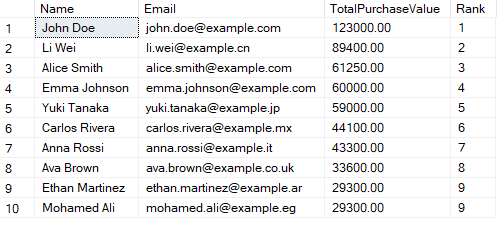 Name Email TotalPurchaseValue Rank
1 John Doe john.doe@example.com 123000.00 1
2 Li Wei li.wei@example.cn 89400.00 2
3 Alice Smith alice.smith@example.com 61250.00 3
4 Emma Johnson emma.johnson@example.com 60000.00 4
5 Yuki Tanaka yuki.tanaka@example.jp 59000.00 5
6 Carlos Rivera carlos.rivera@example.mx 44100.00 6
7 Anna Rossi anna.rossi@example.it 43300.00 7
8 Ava Brown ava.brown@example.co.uk 33600.00 8
9 Ethan Martinez ethan.martinez@example.ar 29300.00 9
10 Mohamed Ali mohamed.ali@example.eg 29300.00 9